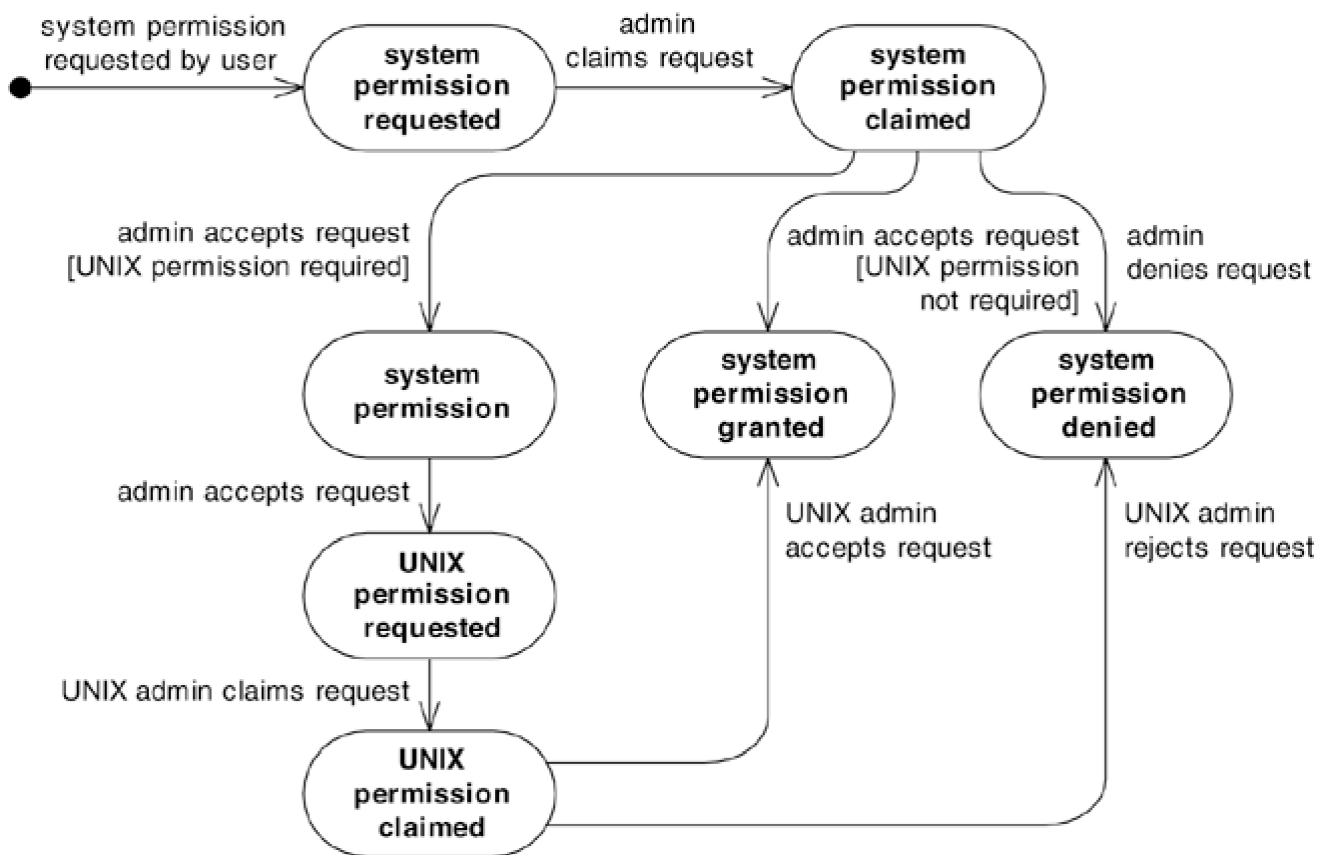 system permission
requested by user
system
permission
requested
admin
claims request
system
permission
claimed
admin accepts request
[UNIX permission required]
admin accepts request
[UNIX permission
not required]
admin
denies request
system
permission
system
permission
granted
system
permission
denied
admin accepts request
UNIX admin
accepts request
UNIX admin
rejects request
UNIX
permission
requested
UNIX admin claims request
UNIX
permission
claimed